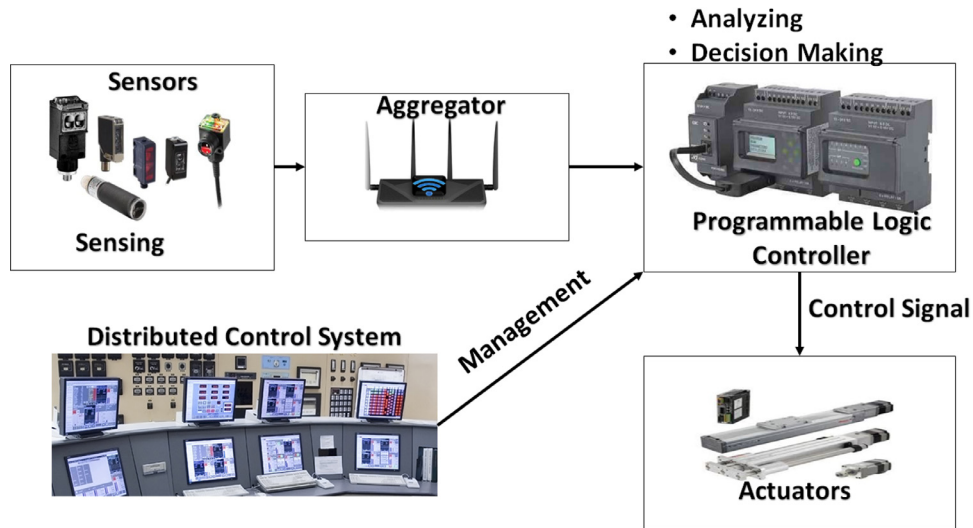 • Analyzing
• Decision Making
Sensors
Sensing
Aggregator
Programmable Logic
Controller
Management
Control Signal
Distributed Control System
Actuators